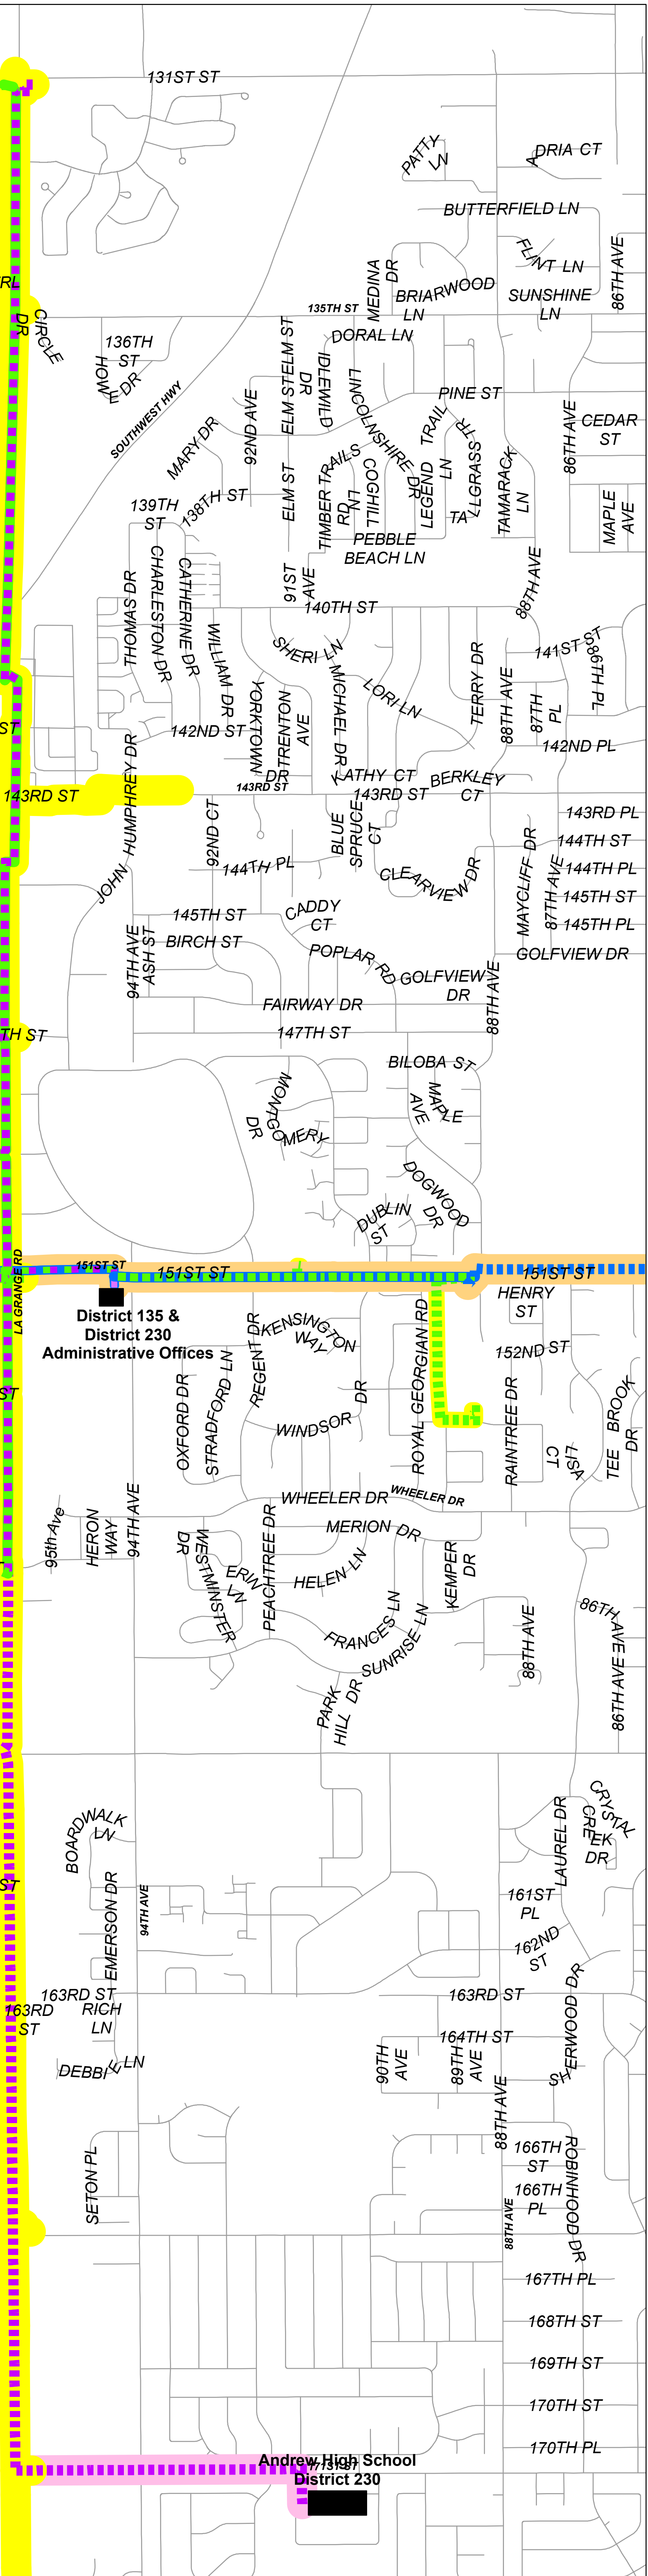 131ST ST
PATTY
LN
ADRIA CT
BUTTERFIELD LN
FLINT LN
86TH AVE
MEDINA
DR
BRIARWOOD
LN
SUNSHINE
LN
CIRCLE
DR
135TH ST
DORAL LN
136TH
ST
HOWE DR
SOUTHWEST HWY
ELM ST
ELM ST
DR
IDLEWILD
LINCOLNSHIRE
DR
PINE ST
MARY DR
92ND AVE
TRAIL
LEGEND
LN
86TH AVE
CEDAR
ST
139TH
ST
138TH ST
ELM ST
TIMBER TRAILS
RD
COGHILL
LN
TALLGRASS
TR
TAMARACK
LN
MAPLE
AVE
PEBBLE
BEACH LN
THOMAS DR
CHARLESTON DR
CATHERINE DR
91ST
AVE
140TH ST
88TH AVE
WILLIAM DR
SHERI LN
MICHAEL DR
LORI LN
TERRY DR
88TH AVE
141ST ST
86TH PL
87TH
PL
YORKTOWN
DR
TRENTON
AVE
ST
142ND ST
142ND PL
KATHY CT
BERKLEY
CT
143RD ST
143RD ST
143RD ST
JOHN HUMPHREY DR
92ND CT
BLUE
SPRUCE
CT
143RD PL
MAYCLIFF DR
144TH ST
144TH PL
144TH PL
CLEARVIEW DR
87TH AVE
145TH ST
145TH PL
145TH ST
CADDY
CT
94TH AVE
ASH ST
BIRCH ST
POPLAR RD
GOLFVIEW DR
GOLFVIEW
DR
88TH AVE
FAIRWAY DR
TH ST
147TH ST
BILOBA ST
MONTGOMERY
DR
MAPLE
AVE
DOGWOOD
DR
DUBLIN
ST
LA GRANGE RD
151ST ST
151ST ST
151ST ST
District 135 &
District 230
Administrative Offices
HENRY
ST
KENSINGTON
WAY
REGENT DR
152ND ST
OXFORD DR
STRADFORD LN
WINDSOR
DR
ROYAL GEORGIAN RD
RAINTREE DR
LISA
CT
TEE BROOK
DR
ST
WHEELER DR
WHEELER DR
95th Ave
HERON
WAY
94TH AVE
MERION DR
WESTMINSTER
DR
ERIN
LN
PEACHTREE DR
HELEN LN
KEMPER
DR
FRANCES LN
SUNRISE LN
88TH AVE
86TH AVE
86TH AVE
PARK
HILL DR
BOARDWALK
LN
CRYSTAL
CREEK
DR
LAUREL DR
ST
EMERSON DR
94TH AVE
161ST
PL
162ND
ST
163RD ST
163RD
ST
RICH
LN
163RD ST
SHERWOOD DR
164TH ST
DEBBIE LN
90TH
AVE
89TH
AVE
88TH AVE
SETON PL
166TH
ST
ROBINHOOD DR
166TH
PL
88TH AVE
167TH PL
168TH ST
169TH ST
170TH ST
170TH PL
171ST ST
Andrew High School
District 230